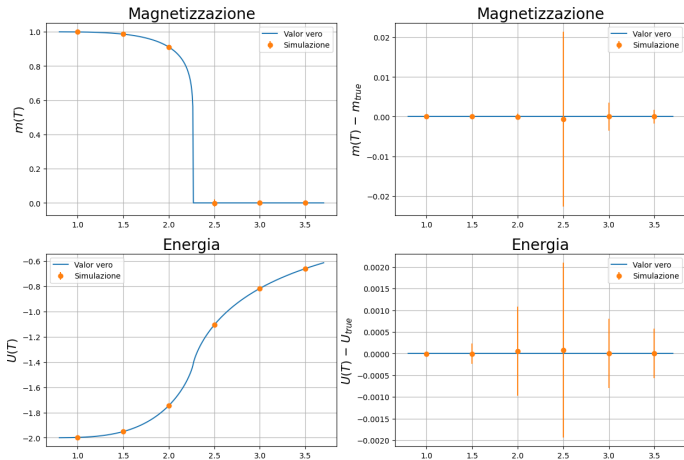 Magnetizzazione
m(T)
1.0
0.8
0.6
0.4
0.2
0.0
1.0 1.5 2.0 2.5 3.0 3.5
Valor vero
Simulazione
Magnetizzazione
m(T) − m_true
0.02
0.01
0.00
−0.01
−0.02
1.0 1.5 2.0 2.5 3.0 3.5
Valor vero
Simulazione
Energia
U(T)
−0.6
−0.8
−1.0
−1.2
−1.4
−1.6
−1.8
−2.0
1.0 1.5 2.0 2.5 3.0 3.5
Valor vero
Simulazione
Energia
U(T) − U_true
0.0020
0.0015
0.0010
0.0005
0.0000
−0.0005
−0.0010
−0.0015
−0.0020
1.0 1.5 2.0 2.5 3.0 3.5
Valor vero
Simulazione